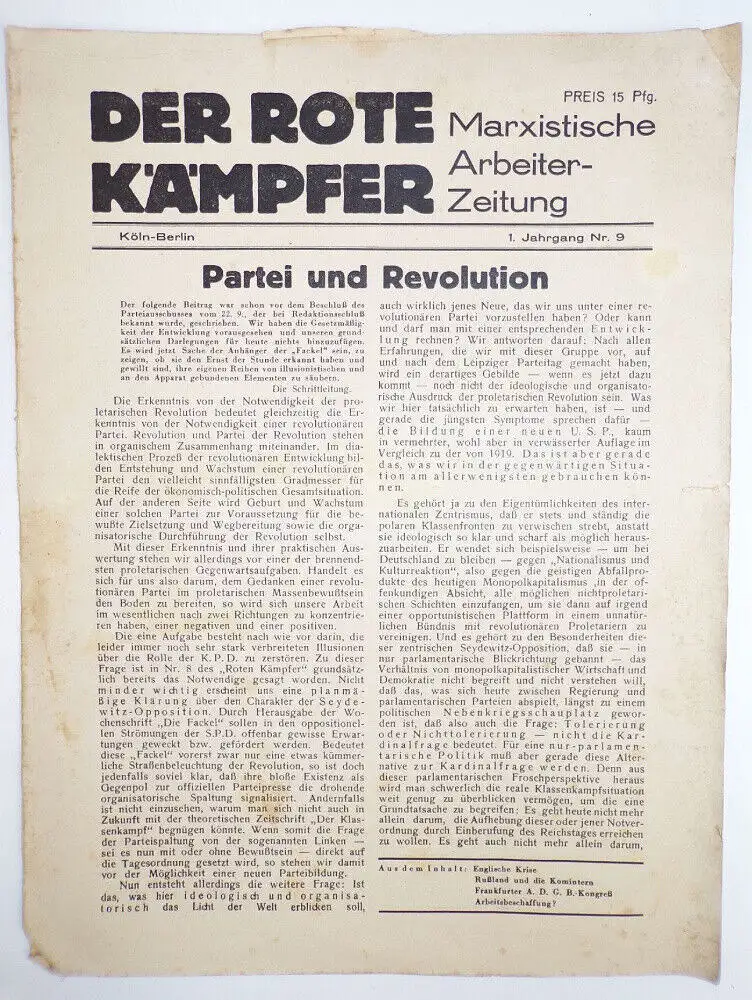 PREIS 15 Pfg.
DER ROTE
KÄMPFER
Marxistische
Arbeiter-
Zeitung
Köln-Berlin
1. Jahrgang Nr. 9
Partei und Revolution
Der folgende Beitrag war schon vor dem Beschluß des
Parteiausschusses vom 22. 9., der bei Redaktionsschluß
bekannt wurde, geschrieben. Wir haben die Gesetzmäßig-
keit der Entwicklung vorausgesehen und unseren grund-
sätzlichen Darlegungen für heute nichts hinzuzufügen.
Es wird jetzt Sache der Anhänger der „Fackel“ sein, zu
zeigen, ob sie den Ernst der Stunde erkannt haben und
gewillt sind, ihre eigenen Reihen von illusionistischen und
an den Apparat gebundenen Elementen zu säubern.
Die Schriftleitung.
Die Erkenntnis von der Notwendigkeit der pro-
letarischen Revolution bedeutet gleichzeitig die Er-
kenntnis von der Notwendigkeit einer revolutionären
Partei. Revolution und Partei der Revolution stehen
in organischem Zusammenhang miteinander. Im dia-
lektischen Prozeß der revolutionären Entwicklung bil-
den Entstehung und Wachstum einer revolutionären
Partei den vielleicht sinnfälligsten Gradmesser für
die Reife der ökonomisch-politischen Gesamtsituation.
Auf der anderen Seite wird Geburt und Wachstum
einer solchen Partei zur Voraussetzung für die be-
wußte Zielsetzung und Wegbereitung sowie die orga-
nisatorische Durchführung der Revolution selbst.
Mit dieser Erkenntnis und ihrer praktischen Aus-
wertung stehen wir allerdings vor einer der brennend-
sten proletarischen Gegenwartsaufgaben. Handelt es
sich für uns also darum, dem Gedanken einer revolu-
tionären Partei im proletarischen Massenbewußtsein
den Boden zu bereiten, so wird sich unsere Arbeit
im wesentlichen nach zwei Richtungen zu konzentrie-
ren haben, einer negativen und einer positiven.
Die eine Aufgabe besteht nach wie vor darin, die
leider immer noch sehr stark verbreiteten Illusionen
über die Rolle der K.P.D. zu zerstören. Zu dieser
Frage ist in Nr. 8 des „Roten Kämpfer“ grundsätz-
lich bereits das Notwendige gesagt worden. Nicht
minder wichtig erscheint uns eine planmä-
ßige Klärung über den Charakter der Seyde-
witz-Opposition. Durch Herausgabe der Wo-
chenschrift „Die Fackel“ sollen in den oppositionel-
len Strömungen der S.P.D. offenbar gewisse Erwar-
tungen geweckt bzw. gefördert werden. Bedeutet
diese „Fackel“ vorerst zwar nur eine etwas kümmer-
liche Straßenbeleuchtung der Revolution, so ist doch
jedenfalls soviel klar, daß ihre bloße Existenz als
Gegenpol zur offiziellen Parteipresse die drohende
organisatorische Spaltung signalisiert. Andernfalls
ist nicht einzusehen, warum man sich nicht auch in
Zukunft mit der theoretischen Zeitschrift „Der Klas-
senkampf“ begnügen könnte. Wenn somit die Frage
der Parteispaltung von der sogenannten Linken —
sei es nun mit oder ohne Bewußtsein — direkt auf
die Tagesordnung gesetzt wird, so stehen wir damit
vor der Möglichkeit einer neuen Parteibildung.
Nun entsteht allerdings die weitere Frage: Ist
das, was hier ideologisch und organisa-
torisch das Licht der Welt erblicken soll,
auch wirklich jenes Neue, das wir uns unter einer re-
volutionären Partei vorzustellen haben? Oder kann
und darf man mit einer entsprechenden Entwick-
lung rechnen? Wir antworten darauf: Nach allen
Erfahrungen, die wir mit dieser Gruppe vor, auf
und nach dem Leipziger Parteitag gemacht haben,
wird ein derartiges Gebilde — wenn es jetzt dazu
kommt — noch nicht der ideologische und organisato-
rische Ausdruck der proletarischen Revolution sein. Was
wir hier tatsächlich zu erwarten haben, ist — und
gerade die jüngsten Symptome sprechen dafür —
die Bildung einer neuen U.S.P., kaum
in vermehrter, wohl aber in verwässerter Auflage im
Vergleich zu der von 1919. Das ist aber gerade
das, was wir in der gegenwärtigen Situa-
tion am allerwenigsten gebrauchen kön-
nen.
Es gehört ja zu den Eigentümlichkeiten des inter-
nationalen Zentrismus, daß er stets und ständig die
polaren Klassenfronten zu verwischen strebt, anstatt
sie ideologisch so klar und scharf als möglich heraus-
zuarbeiten. Er wendet sich beispielsweise — um bei
Deutschland zu bleiben — gegen „Nationalismus und
Kulturreaktion“, also gegen die geistigen Abfallpro-
dukte des heutigen Monopolkapitalismus ‚in der of-
fenkundigen Absicht, alle möglichen nichtproletari-
schen Schichten einzufangen, um sie dann auf irgend
einer opportunistischen Plattform in einem unnatür-
lichen Bündnis mit revolutionären Proletariern zu
vereinigen. Und es gehört zu den Besonderheiten die-
ser zentrischen Seydewitz-Opposition, daß sie — in
nur parlamentarische Blickrichtung gebannt — das
Verhältnis von monopolkapitalistischer Wirtschaft und
Demokratie nicht begreift und nicht verstehen will,
daß das, was sich heute zwischen Regierung und
parlamentarischen Parteien abspielt, längst zu einem
politischen Nebenkriegsschauplatz gewor-
den ist, daß also auch die Frage: Tolerierung
oder Nichttolerierung — nicht die Kar-
dinalfrage bedeutet. Für eine nur-parlamen-
tarische Politik muß aber gerade diese Alter-
native zur Kardinalfrage werden. Denn aus
dieser parlamentarischen Froschperspektive heraus
wird man schwerlich die reale Klassenkampfsituation
weit genug zu überblicken vermögen, um die eine
Grundtatsache zu begreifen: Es geht heute nicht mehr
allein darum, die Aufhebung dieser oder jener Notver-
ordnung durch Einberufung des Reichstages erreichen
zu wollen. Es geht auch nicht mehr allein darum,
Aus dem Inhalt: Englische Krise
Rußland und die Komintern
Frankfurter A. D. G. B.-Kongreß
Arbeitsbeschaffung?